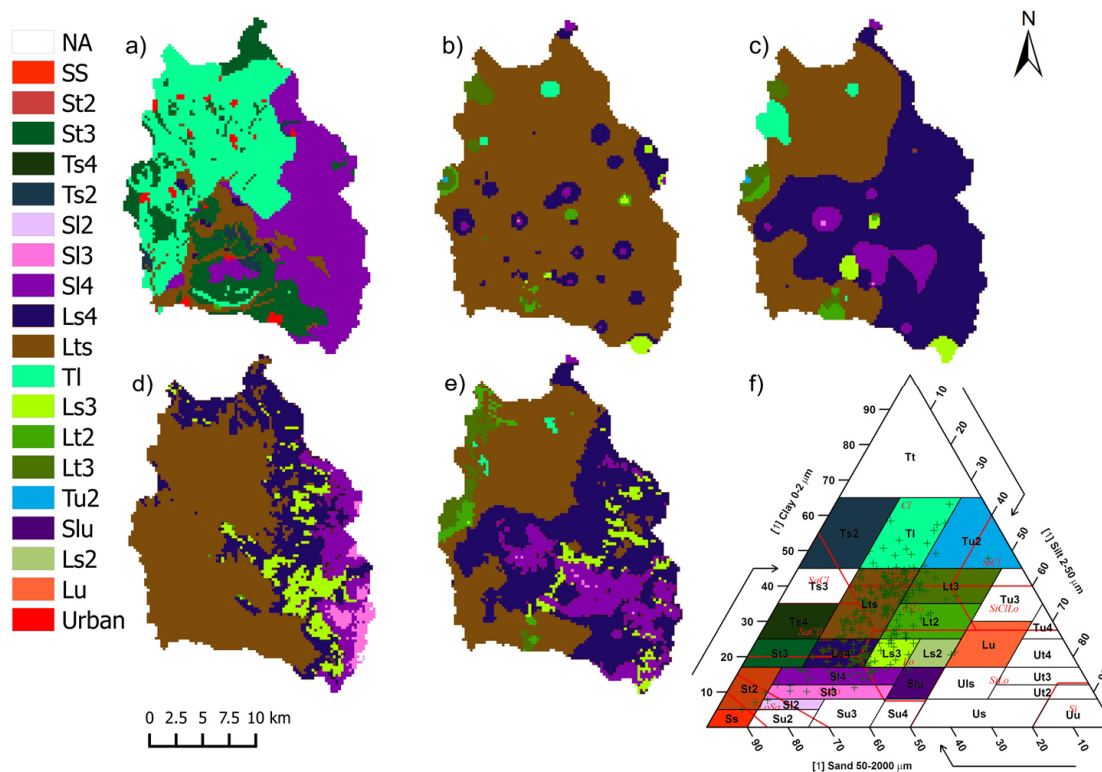 NA
SS
St2
St3
Ts4
Ts2
Sl2
Sl3
Sl4
Ls4
Lts
Tl
Ls3
Lt2
Lt3
Tu2
Slu
Ls2
Lu
Urban
a)
b)
c)
N
d)
e)
f)
0 2.5 5 7.5 10 km
10
20
30
40
50
60
70
80
90
80
70
60
50
40
20
10
[1] Clay 0-2 µm
[1] Silt 2-50 µm
Tt
Cl
Ts2 Tl Tu2
SaCl SiCl
Ts3 Lts Lt3 Tu3
SiClLo
Ts4 Lt2 Tu4
St3 Ls4 Ls3 Ls2 Lu Ut4
Lo
St2 Sl4 Slu Uls SiLo Ut3
Sl3 Ut2
Sl2
Ss Su2 Su3 Su4 Us Uu
Si
90 80 70 60 50 40 30 20 10
[1] Sand 50-2000 µm